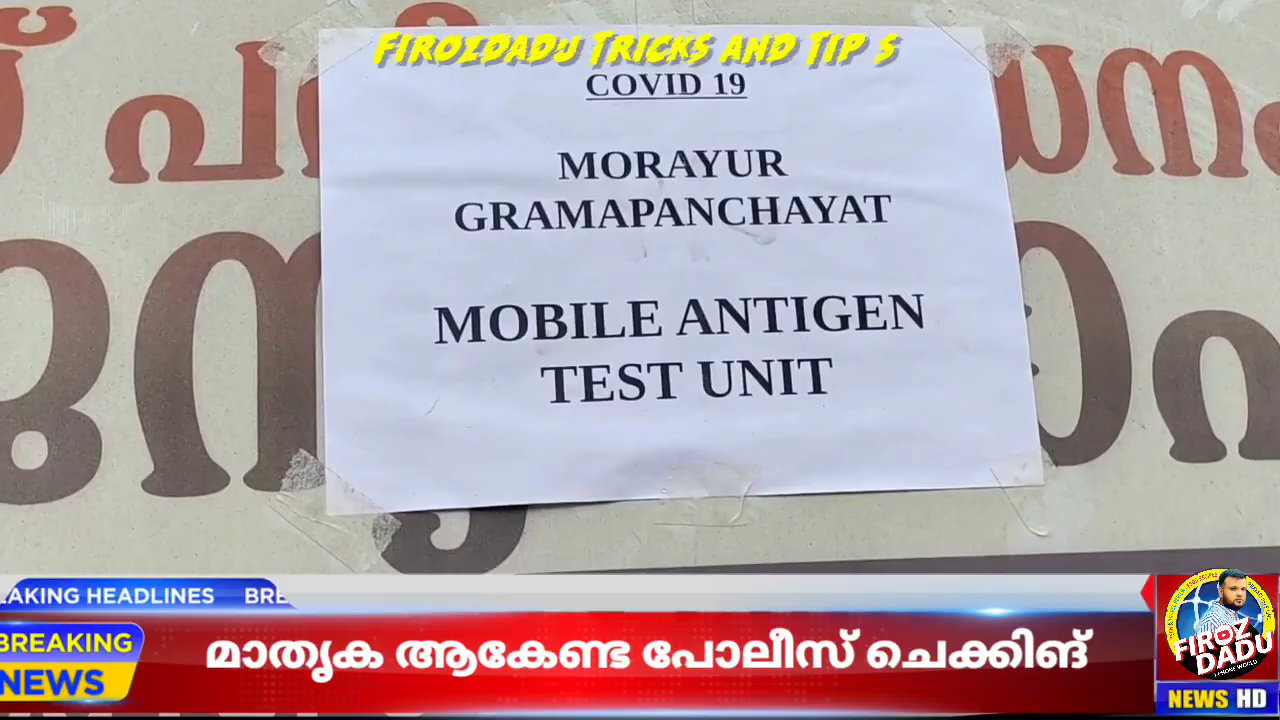 FIROZDADU TRICKS AND TIP S
COVID 19
MORAYUR
GRAMAPANCHAYAT
MOBILE ANTIGEN
TEST UNIT
AKING HEADLINES BRE
BREAKING
NEWS
മാതൃക ആകേണ്ട പോലീസ് ചെക്കിങ്
FIROZ
DADU
NEWS HD